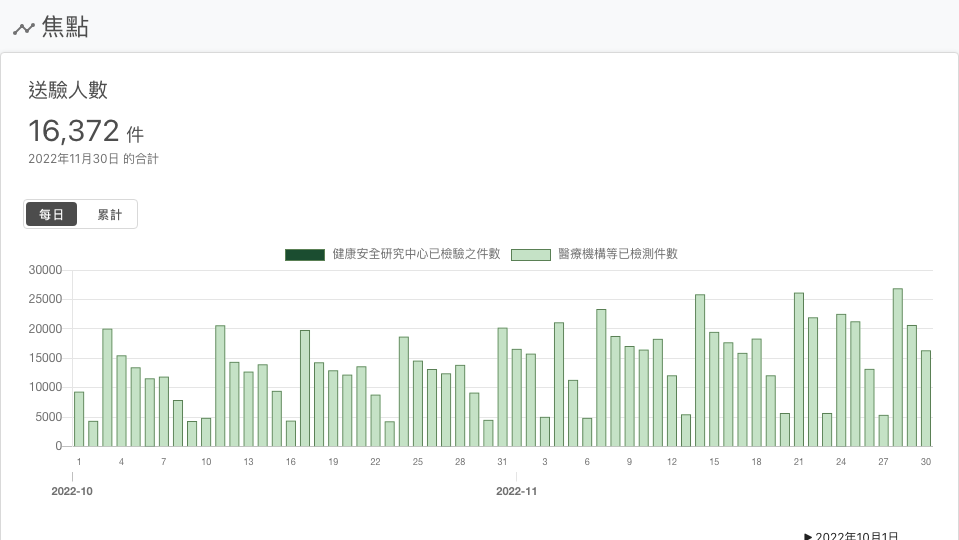 焦點
送驗人數
16,372 件
2022年11月30日 的合計
每日 累計
健康安全研究中心已檢驗之件數 醫療機構等已檢測件數
30000
25000
20000
15000
10000
5000
0
1 4 7 10 13 16 19 22 25 28 31 3 6 9 12 15 18 21 24 27 30
2022-10 2022-11
▶ 2022年10月1日